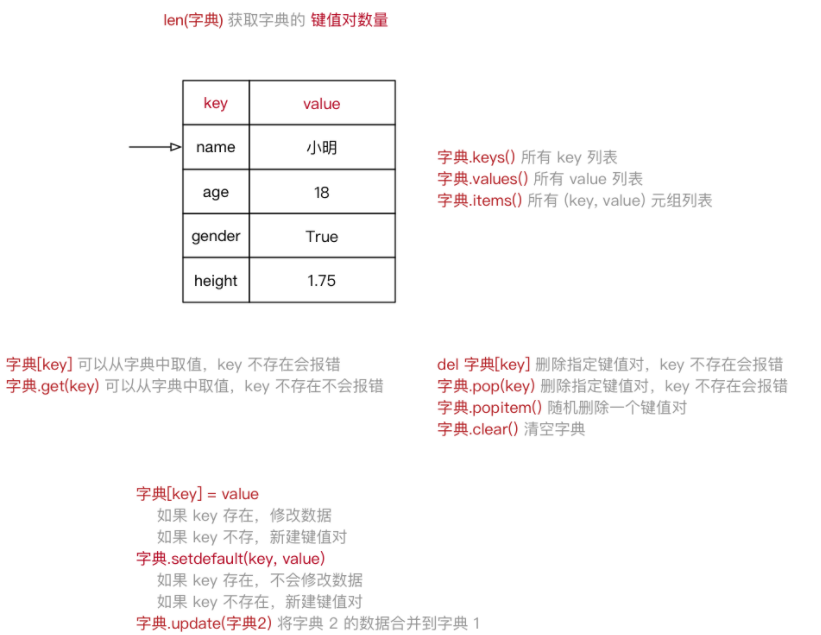 len(字典) 获取字典的 键值对数量
key value
name 小明
age 18
gender True
height 1.75
字典.keys() 所有 key 列表
字典.values() 所有 value 列表
字典.items() 所有 (key, value) 元组列表
字典[key] 可以从字典中取值，key 不存在会报错
字典.get(key) 可以从字典中取值，key 不存在不会报错
del 字典[key] 删除指定键值对，key 不存在会报错
字典.pop(key) 删除指定键值对，key 不存在会报错
字典.popitem() 随机删除一个键值对
字典.clear() 清空字典
字典[key] = value
如果 key 存在，修改数据
如果 key 不存，新建键值对
字典.setdefault(key, value)
如果 key 存在，不会修改数据
如果 key 不存在，新建键值对
字典.update(字典2) 将字典 2 的数据合并到字典 1